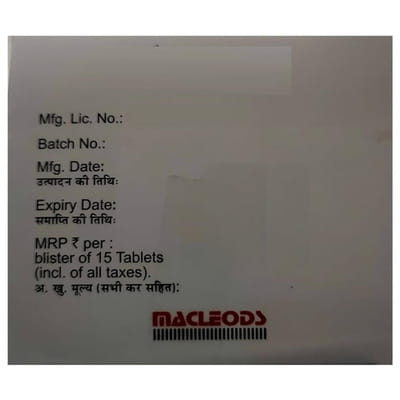 Mfg. Lic. No.:
Batch No.:
Mfg. Date:
उत्पादन की तिथिः
Expiry Date:
समाप्ति की तिथिः
MRP ₹ per :
blister of 15 Tablets
(incl. of all taxes).
अ. खु. मूल्य (सभी कर सहित):
MACLEODS